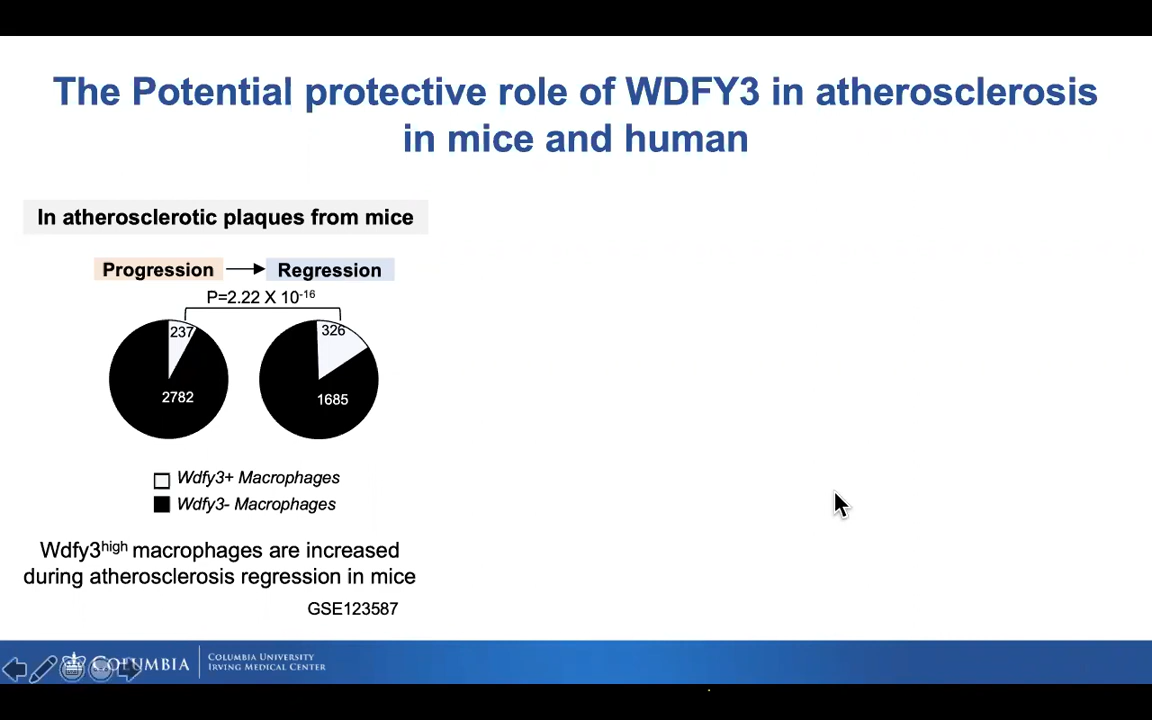 The Potential protective role of WDFY3 in atherosclerosis
in mice and human
In atherosclerotic plaques from mice
Progression
Regression
P=2.22 X 10-16
237
2782
326
1685
Wdfy3+ Macrophages
Wdfy3- Macrophages
Wdfy3high macrophages are increased
during atherosclerosis regression in mice
GSE123587
COLUMBIA
COLUMBIA UNIVERSITY
IRVING MEDICAL CENTER